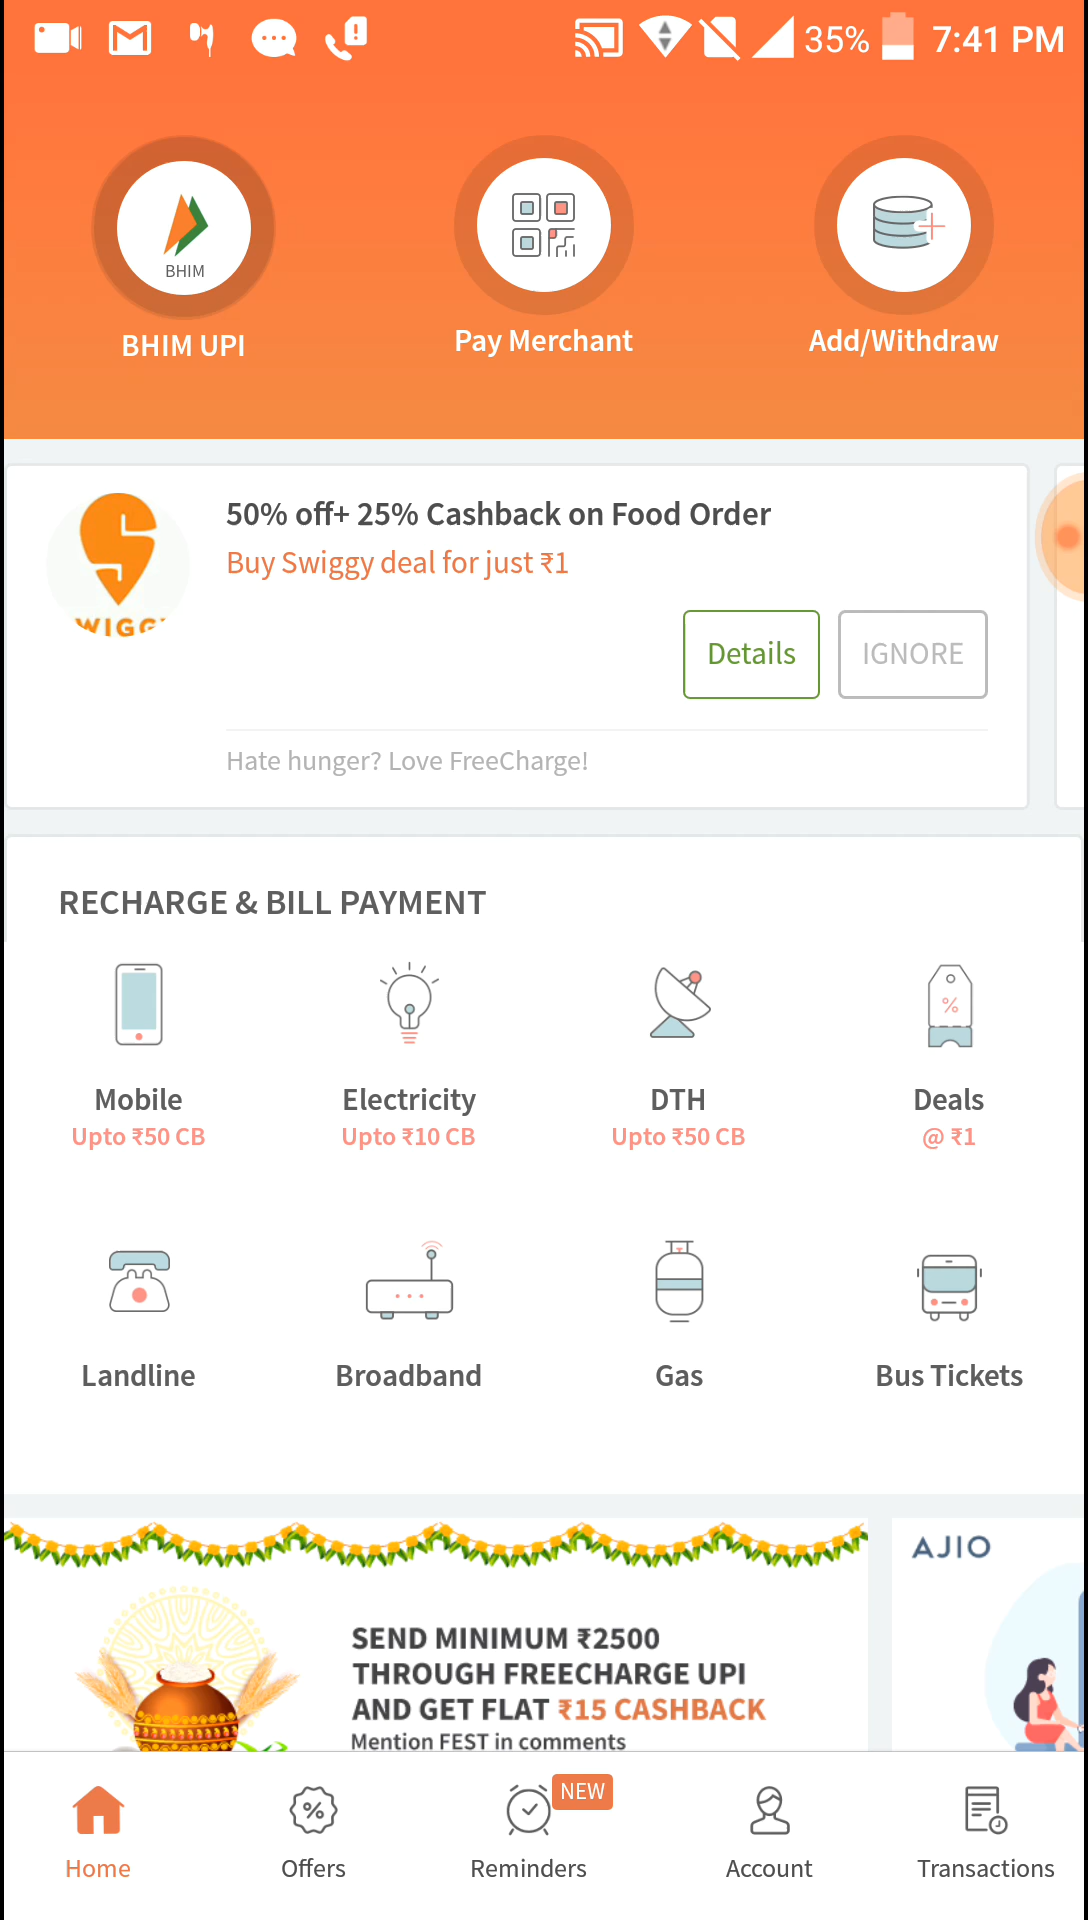 35% 7:41 PM
BHIM
BHIM UPI
Pay Merchant
Add/Withdraw
50% off+ 25% Cashback on Food Order
Buy Swiggy deal for just ₹1
Details
IGNORE
Hate hunger? Love FreeCharge!
RECHARGE & BILL PAYMENT
Mobile
Upto ₹50 CB
Electricity
Upto ₹10 CB
DTH
Upto ₹50 CB
%
Deals
@ ₹1
Landline
Broadband
Gas
Bus Tickets
SEND MINIMUM ₹2500
THROUGH FREECHARGE UPI
AND GET FLAT ₹15 CASHBACK
Mention FEST in comments
AJIO
NEW
Home
Offers
Reminders
Account
Transactions